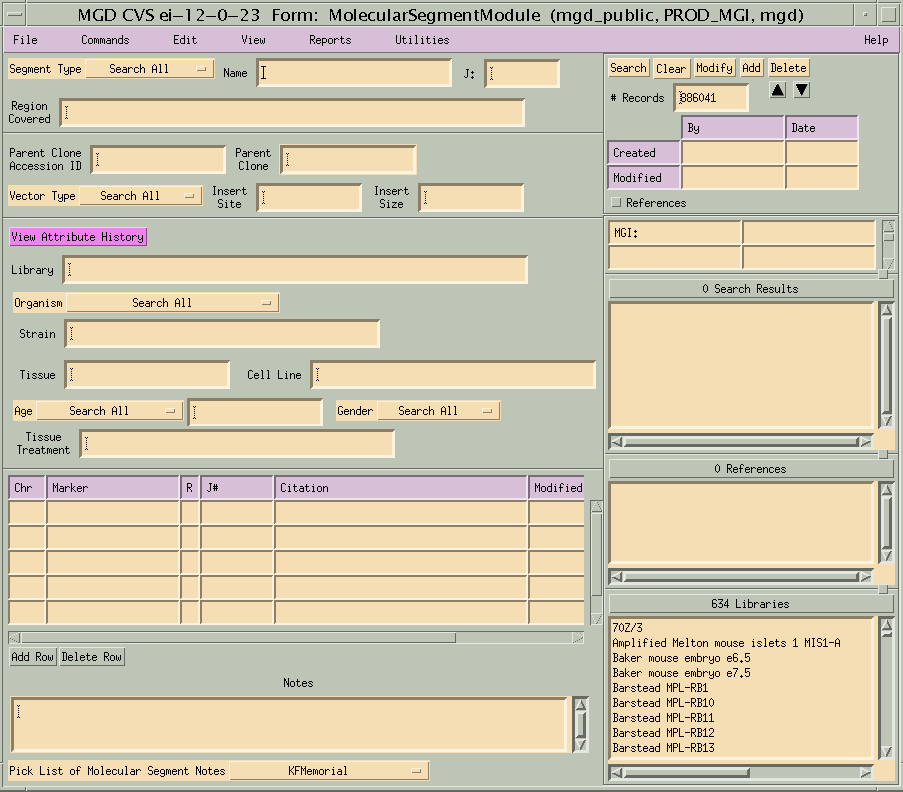 MGD CVS ei-12-0-23 Form: MolecularSegmentModule (mgd_public, PROD_MGI, mgd)
File Commands Edit View Reports Utilities Help
Segment Type Search All Name J:
Region Covered
Parent Clone Accession ID Parent Clone
Vector Type Search All Insert Site Insert Size
View Attribute History
Library
Organism Search All
Strain
Tissue Cell Line
Age Search All Gender Search All
Tissue Treatment
Chr Marker R J# Citation Modified
Add Row Delete Row
Notes
Pick List of Molecular Segment Notes KFMemorial
Search Clear Modify Add Delete
# Records 886041
By Date
Created
Modified
References
MGI:
0 Search Results
0 References
634 Libraries
70Z/3
Amplified Melton mouse islets 1 MIS1-A
Baker mouse embryo e6.5
Baker mouse embryo e7.5
Barstead MPL-RB1
Barstead MPL-RB10
Barstead MPL-RB11
Barstead MPL-RB12
Barstead MPL-RB13